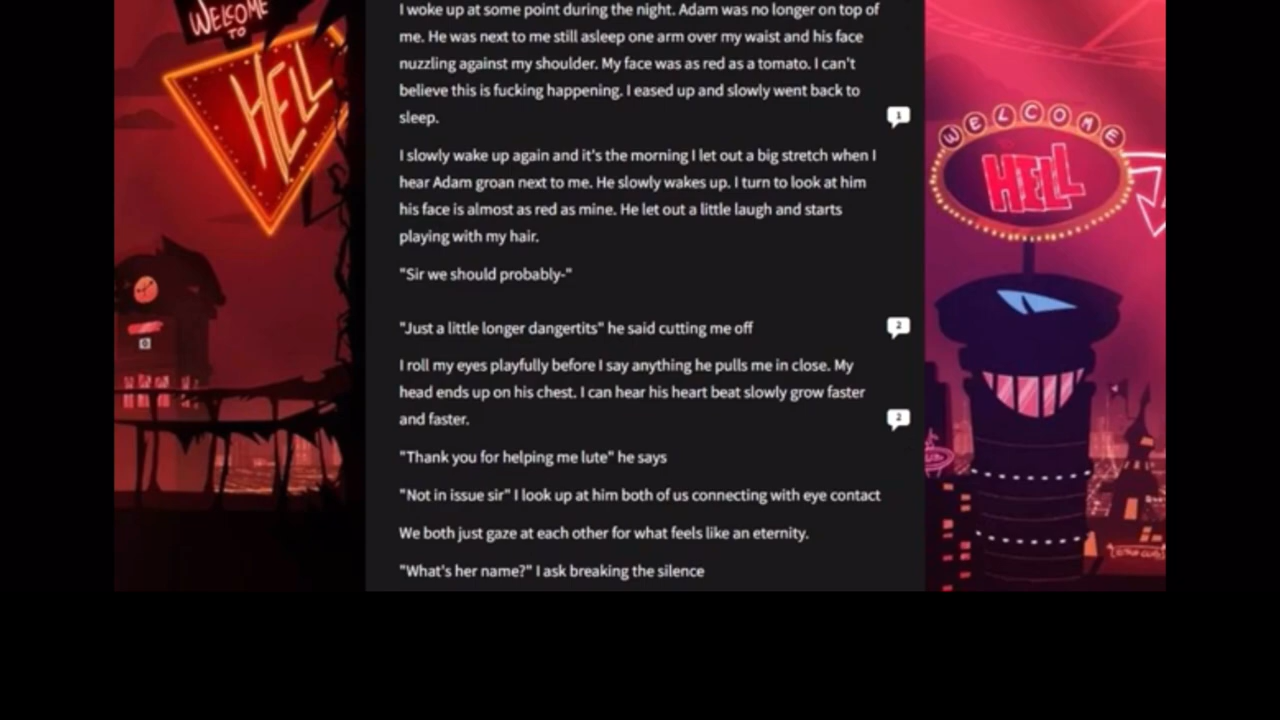 WELCOME
TO
HELL
I woke up at some point during the night. Adam was no longer on top of
me. He was next to me still asleep one arm over my waist and his face
nuzzling against my shoulder. My face was as red as a tomato. I can't
believe this is fucking happening. I eased up and slowly went back to
sleep.
1
I slowly wake up again and it's the morning I let out a big stretch when I
hear Adam groan next to me. He slowly wakes up. I turn to look at him
his face is almost as red as mine. He let out a little laugh and starts
playing with my hair.
"Sir we should probably-"
"Just a little longer dangertits" he said cutting me off
2
I roll my eyes playfully before I say anything he pulls me in close. My
head ends up on his chest. I can hear his heart beat slowly grow faster
and faster.
2
"Thank you for helping me lute" he says
"Not in issue sir" I look up at him both of us connecting with eye contact
We both just gaze at each other for what feels like an eternity.
"What's her name?" I ask breaking the silence
WELCOME
HELL